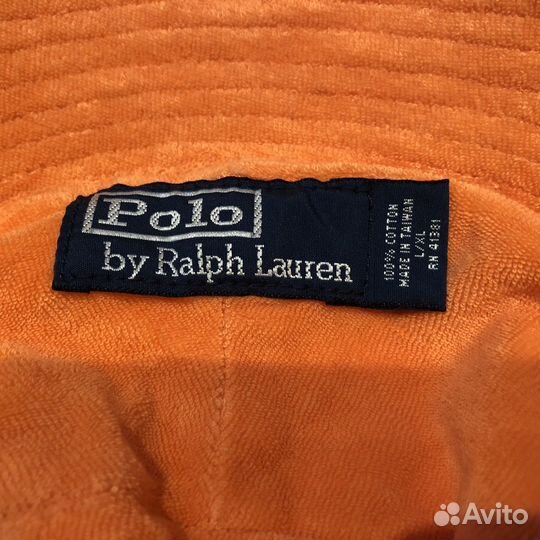 Polo
by Ralph Lauren
100% COTTON
MADE IN TAIWAN
L/XL
RN 41381
Avito